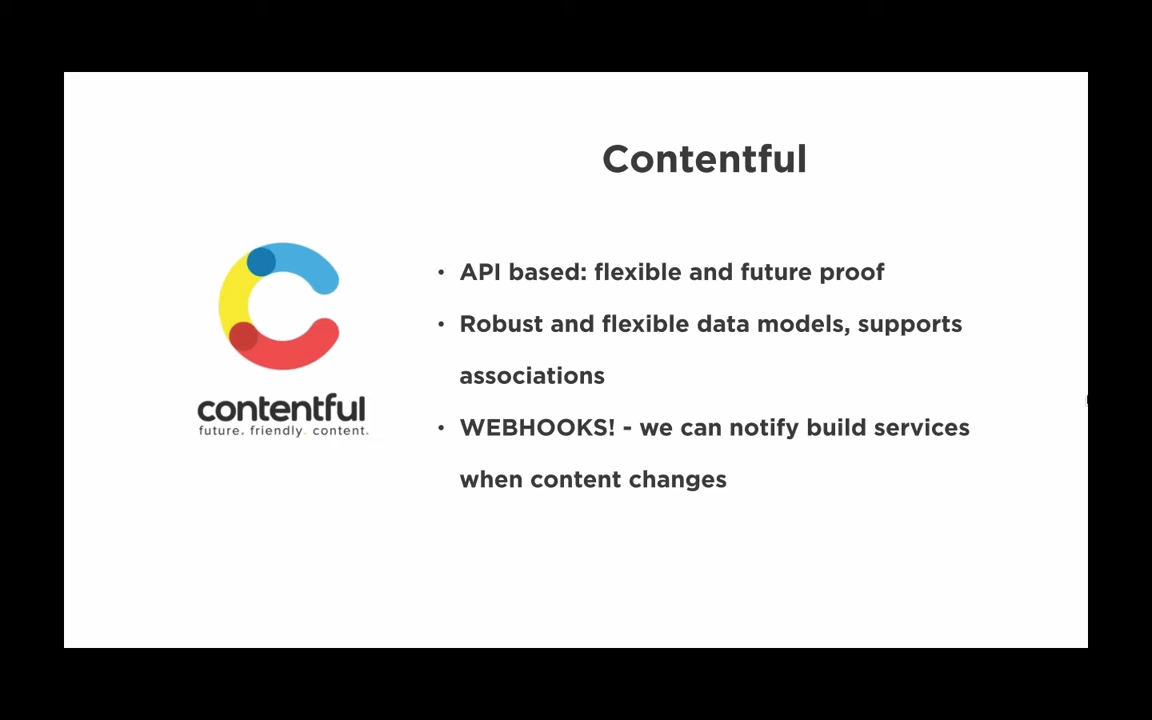 Contentful
• API based: flexible and future proof
• Robust and flexible data models, supports
associations
• WEBHOOKS! - we can notify build services
when content changes
contentful
future. friendly. content.